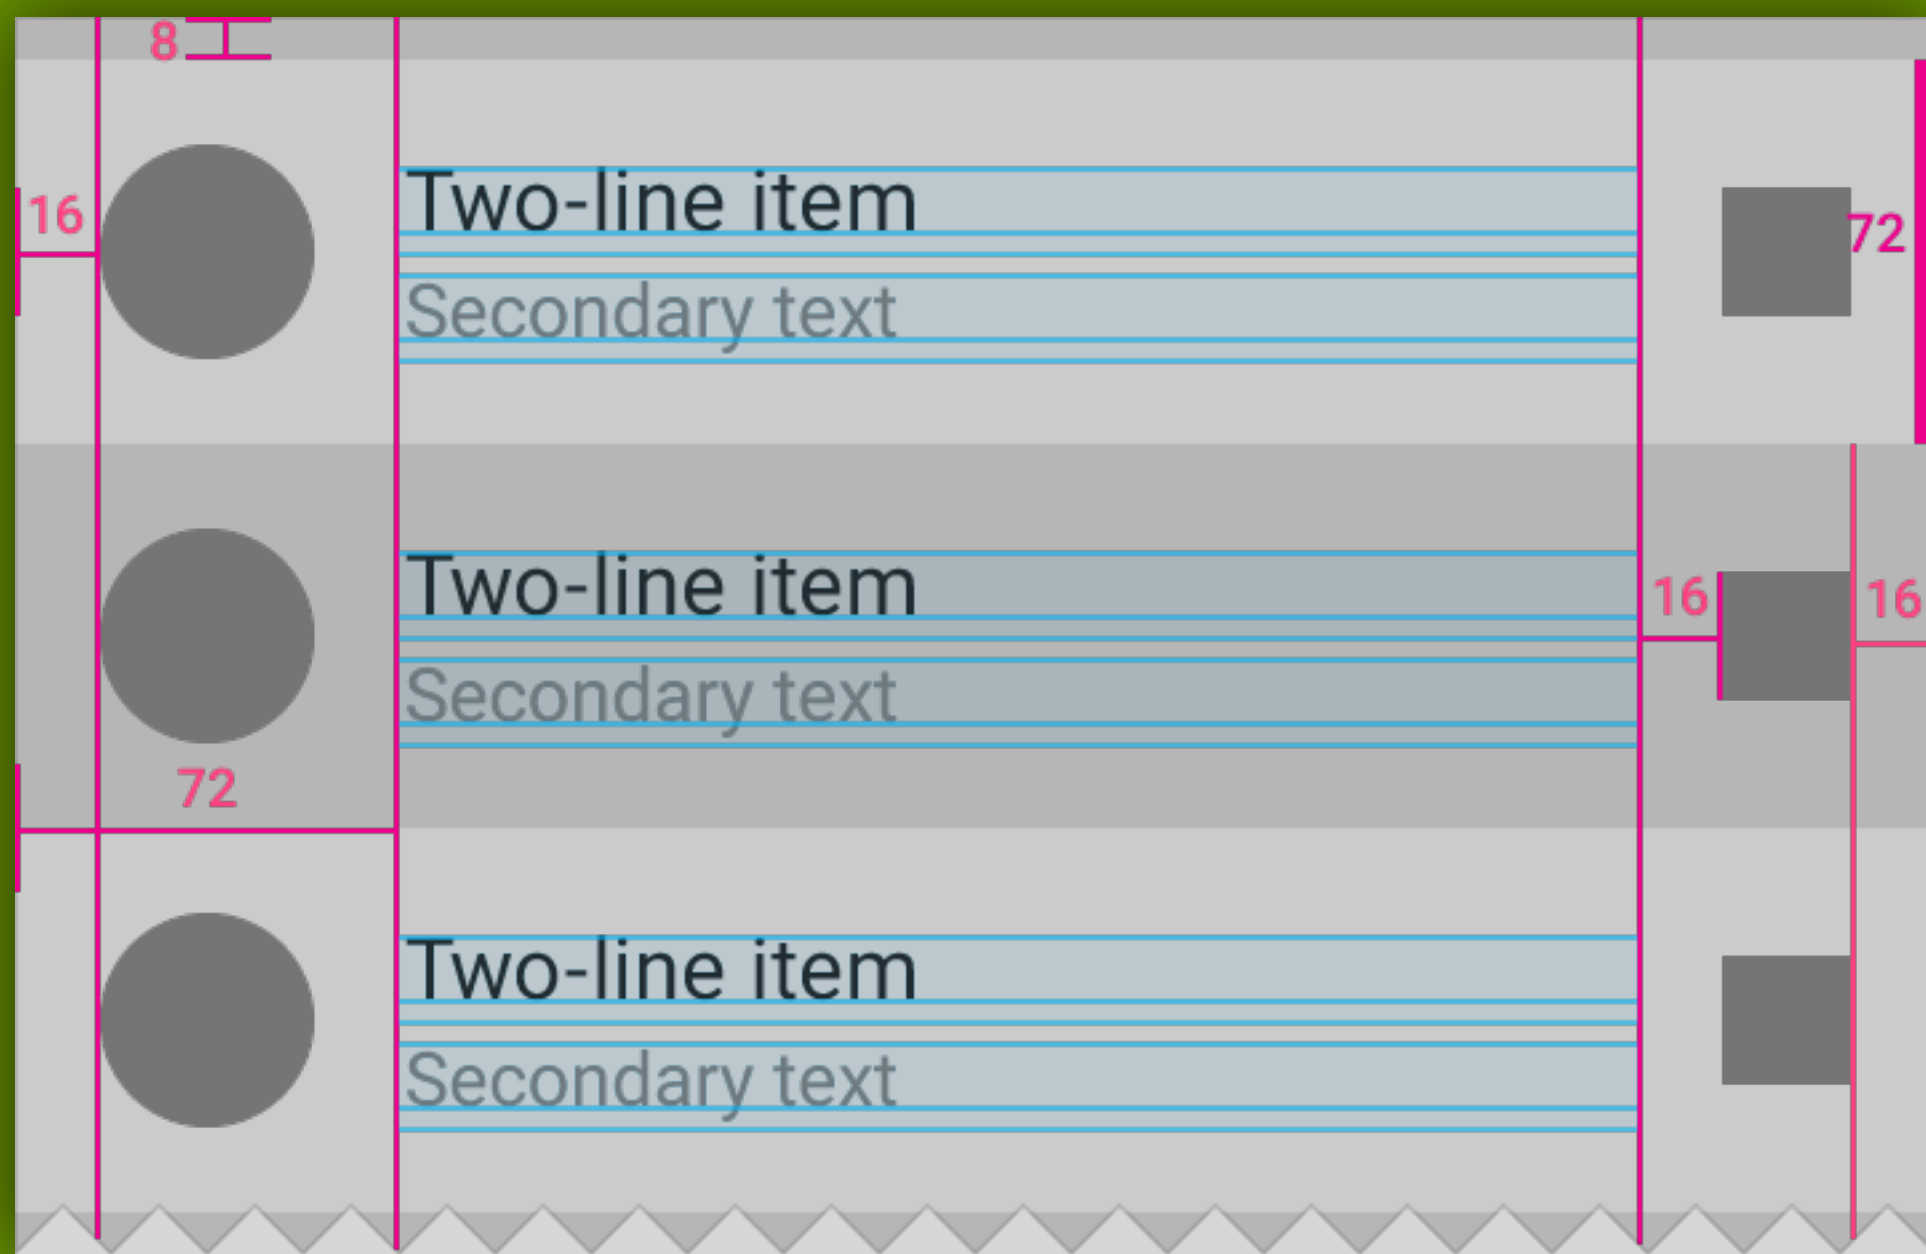 8
16
Two-line item
72
Secondary text
Two-line item
16
16
Secondary text
72
Two-line item
Secondary text